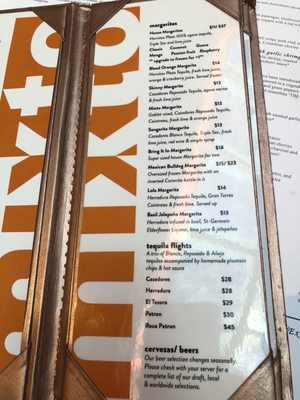 mixto
margaritas
House Margarita $11/ $37
Hornitos Plata 100% agave tequila,
Triple Sec and lime juice
Classic Coconut Guava
Mango Passion fruit Raspberry
** upgrade to frozen for +1**
Blood Orange Margarita $14
Hornitos Plata Tequila, fresh lime juice,
orange & cranberry juice. Served frozen
Skinny Margarita $13
Cazadores Reposado Tequila, agave nectar
& fresh lime juice
Mixto Margarita $13
Goblet sized, Cazadores Reposado Tequila,
Cointreau, fresh lime & orange juice
Sangarita Margarita $13
Cazadores Blanco Tequila, Triple Sec, fresh
lime juice, red wine & simple syrup
Bring It In Margarita $18
Super sized house Margarita for two
Mexican Bulldog Margarita $15/ $23
Oversized frozen Margarita with an
inverted Coronita bottle in it
Lola Margarita $14
Herradura Reposado Tequila, Gran Torres
Cointreau & fresh lime. Served up
Basil Jalapeño Margarita $13
Herradura infused in basil, St-Germain
Elderflower Liqueur, lime juice & jalapeños
tequila flights
A trio of Blanco, Reposado & Añejo
tequilas accompanied by homemade plantain
chips & hot sauce
Cazadores $28
Herradura $28
El Tesoro $29
Patron $30
Roca Patron $45
cervezas/ beers
Our beer selection changes seasonally.
Please check with your server for a
complete list of our draft, local
& worldwide selections.